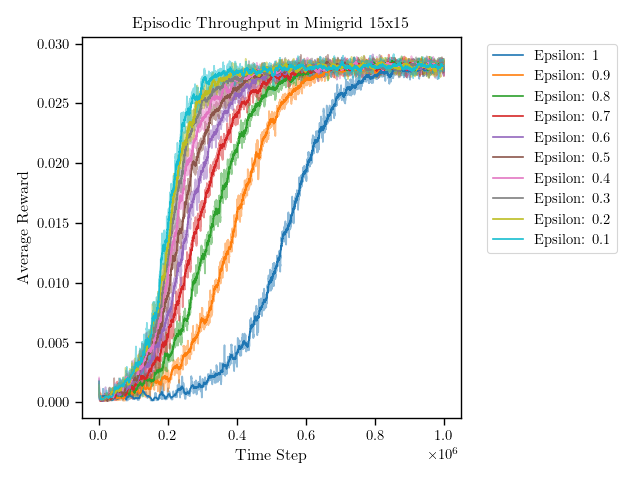 Episodic Throughput in Minigrid 15x15
Average Reward
0.030
0.025
0.020
0.015
0.010
0.005
0.000
0.0 0.2 0.4 0.6 0.8 1.0
×10⁶
Time Step
Epsilon: 1
Epsilon: 0.9
Epsilon: 0.8
Epsilon: 0.7
Epsilon: 0.6
Epsilon: 0.5
Epsilon: 0.4
Epsilon: 0.3
Epsilon: 0.2
Epsilon: 0.1